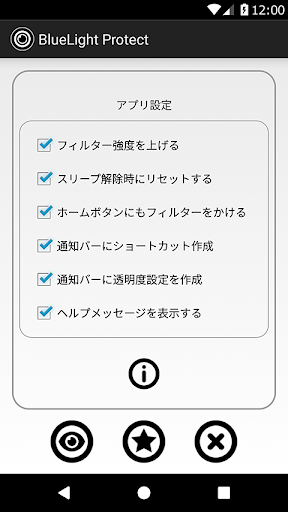 12:00
BlueLight Protect
アプリ設定
フィルター強度を上げる
スリープ解除時にリセットする
ホームボタンにもフィルターをかける
通知バーにショートカット作成
通知バーに透明度設定を作成
ヘルプメッセージを表示する